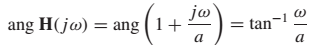 ang H(jω) = ang (1 + jω/a) = tan⁻¹ ω/a